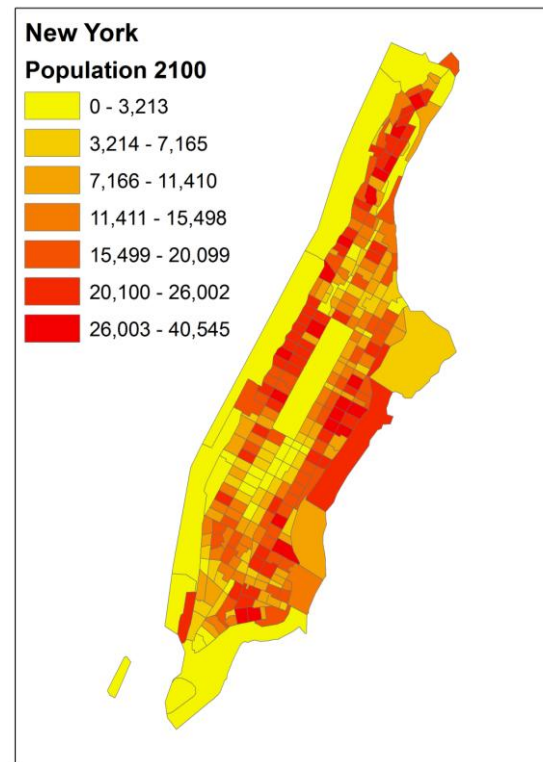 New York
Population 2100
0 - 3,213
3,214 - 7,165
7,166 - 11,410
11,411 - 15,498
15,499 - 20,099
20,100 - 26,002
26,003 - 40,545